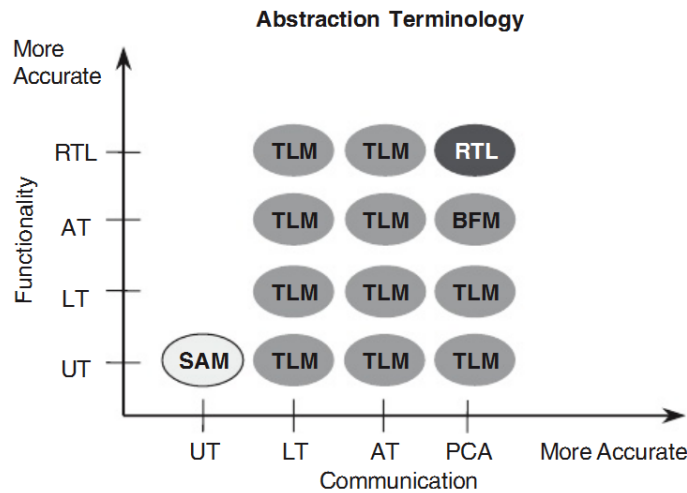 Abstraction Terminology
More
Accurate
Functionality
RTL TLM TLM RTL
AT TLM TLM BFM
LT TLM TLM TLM
UT SAM TLM TLM TLM
UT LT AT PCA More Accurate
Communication